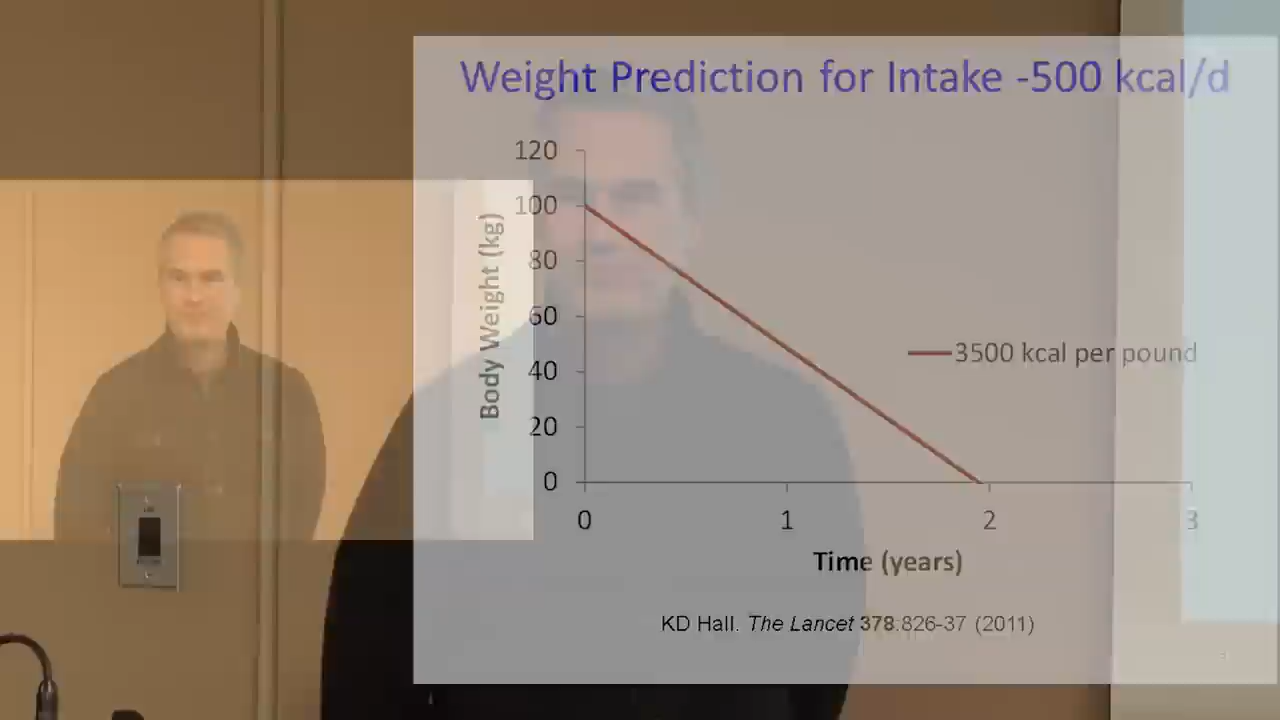 Weight Prediction for Intake -500 kcal/d
120
100
80
60
40
20
0
Body Weight (kg)
3500 kcal per pound
0 1 2 3
Time (years)
KD Hall. The Lancet 378:826-37 (2011)